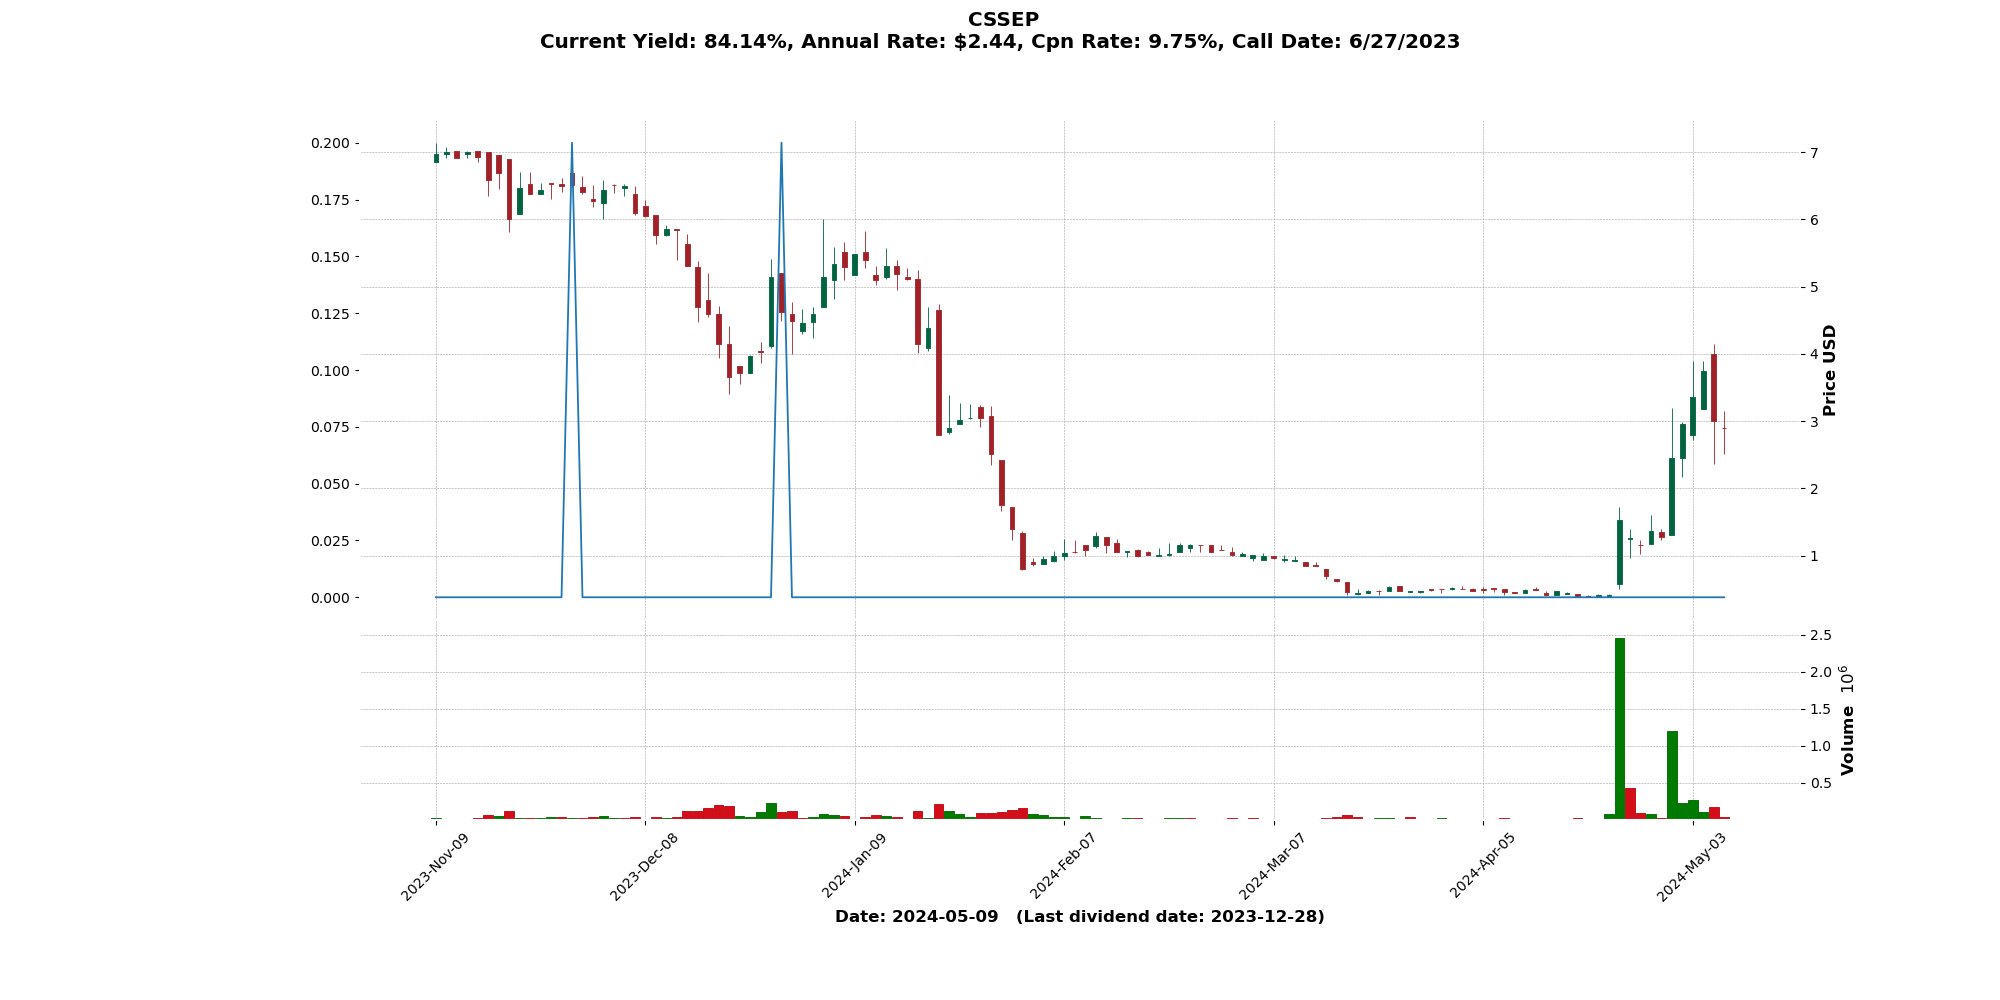 CSSEP
Current Yield: 84.14%, Annual Rate: $2.44, Cpn Rate: 9.75%, Call Date: 6/27/2023
0.200
0.175
0.150
0.125
0.100
0.075
0.050
0.025
0.000
7
6
5
4
3
2
1
Price USD
2.5
2.0
1.5
1.0
0.5
Volume 10^6
2023-Nov-09
2023-Dec-08
2024-Jan-09
2024-Feb-07
2024-Mar-07
2024-Apr-05
2024-May-03
Date: 2024-05-09 (Last dividend date: 2023-12-28)